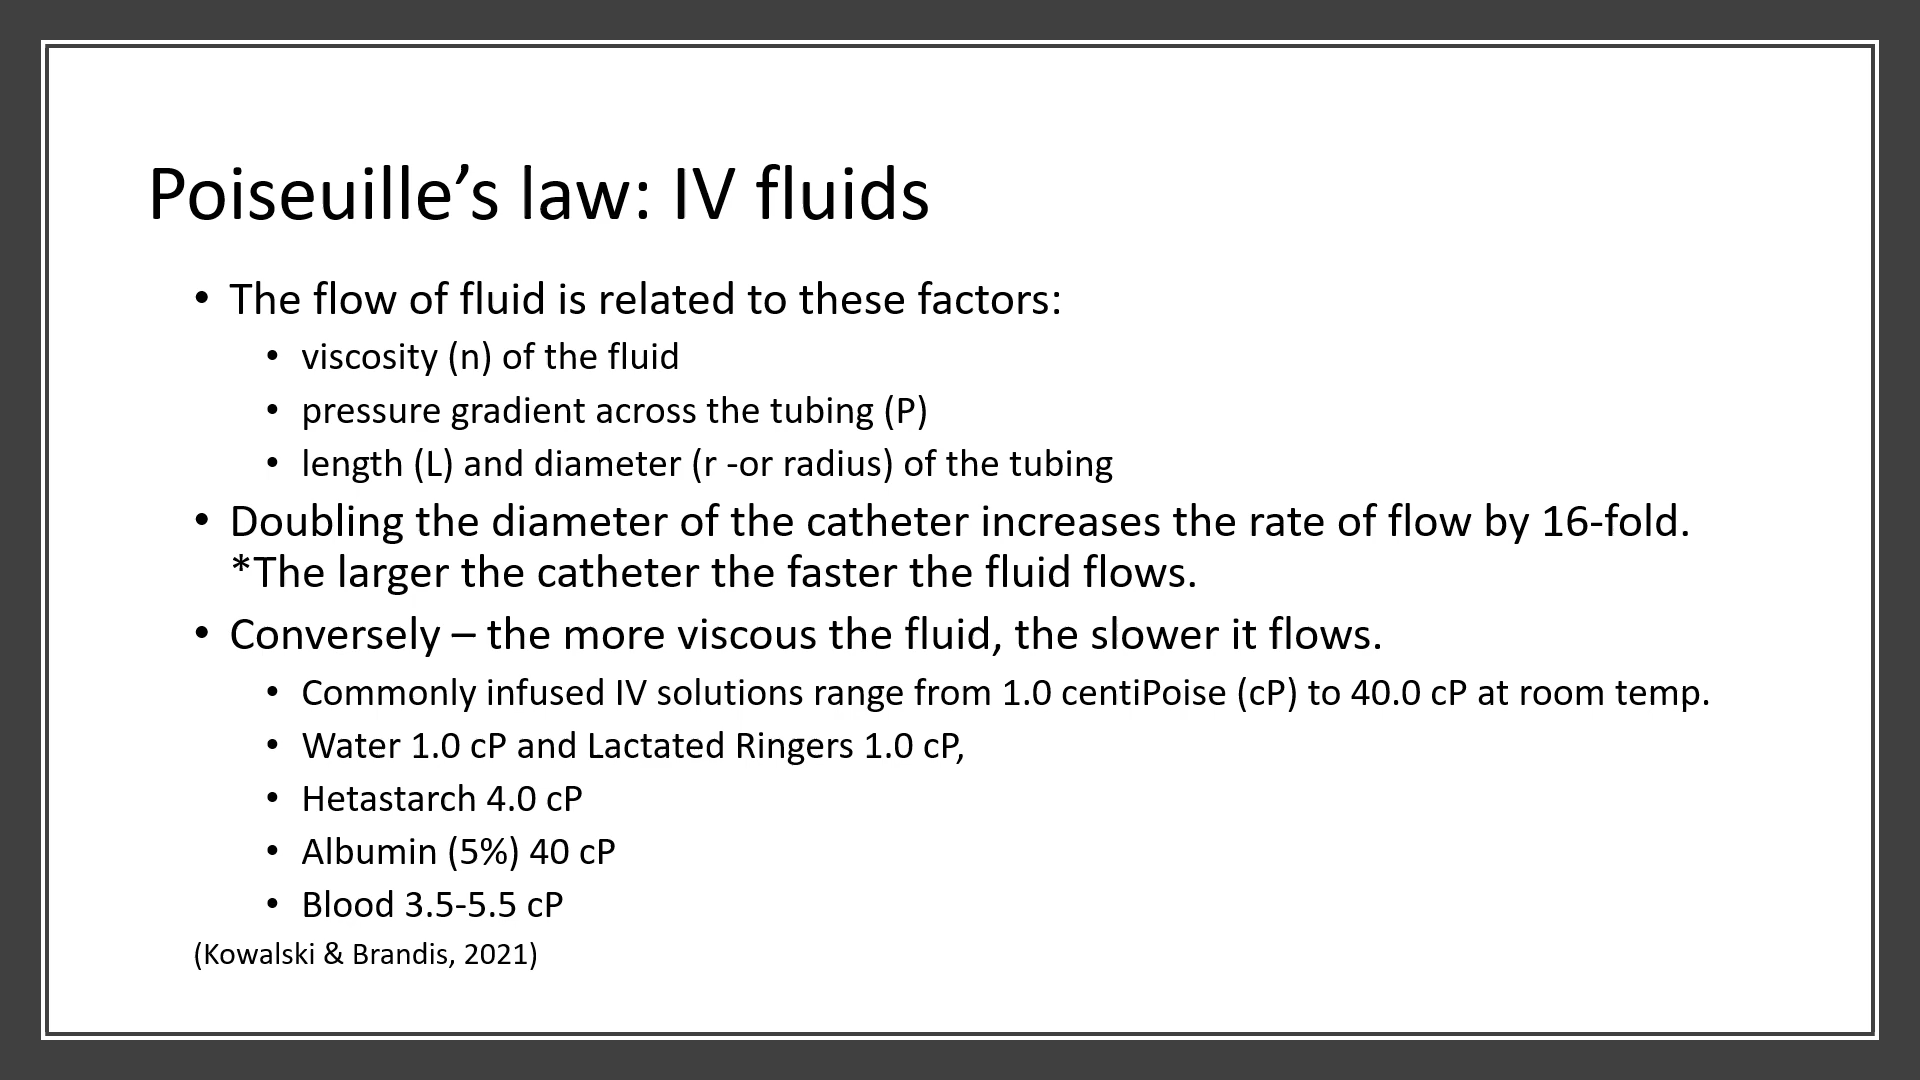 Poiseuille’s law: IV fluids
• The flow of fluid is related to these factors:
• viscosity (n) of the fluid
• pressure gradient across the tubing (P)
• length (L) and diameter (r -or radius) of the tubing
• Doubling the diameter of the catheter increases the rate of flow by 16-fold.
*The larger the catheter the faster the fluid flows.
• Conversely – the more viscous the fluid, the slower it flows.
• Commonly infused IV solutions range from 1.0 centiPoise (cP) to 40.0 cP at room temp.
• Water 1.0 cP and Lactated Ringers 1.0 cP,
• Hetastarch 4.0 cP
• Albumin (5%) 40 cP
• Blood 3.5-5.5 cP
(Kowalski & Brandis, 2021)